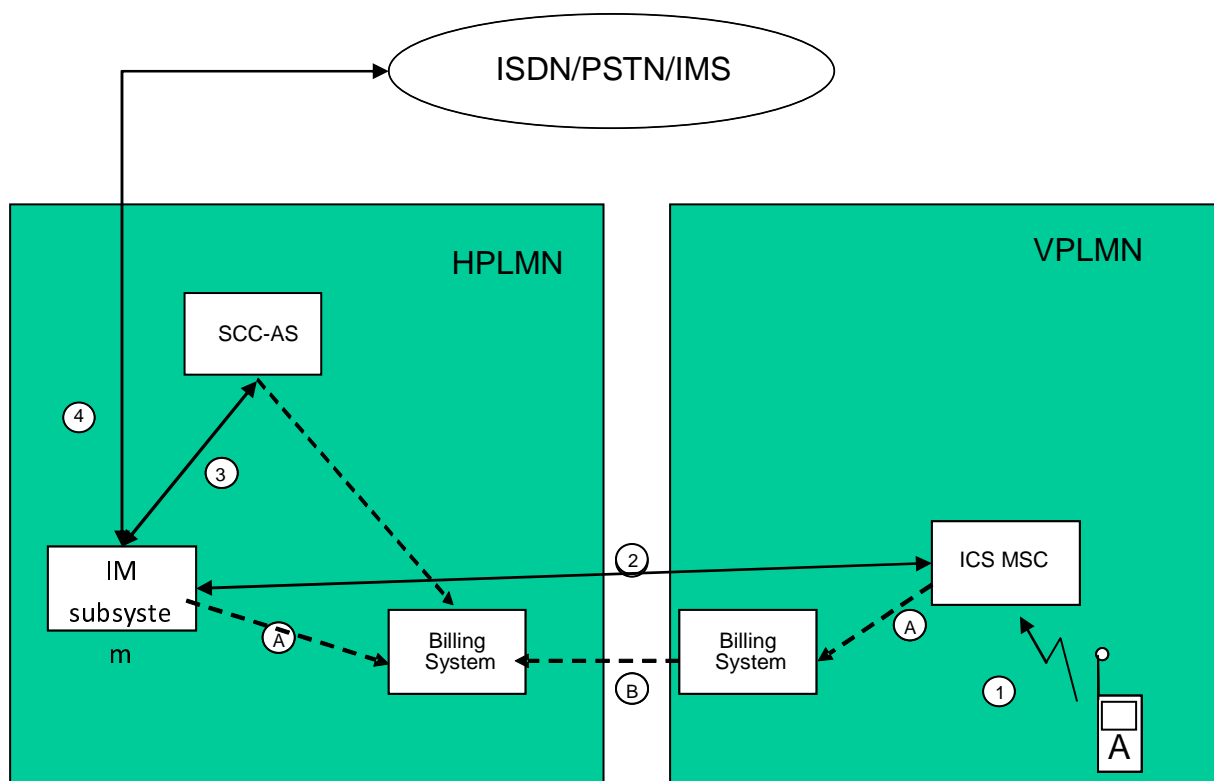 ISDN/PSTN/IMS
HPLMN
VPLMN
SCC-AS
4
3
2
IM
subsyste
m
ICS MSC
A
A
Billing
System
Billing
System
B
1
A